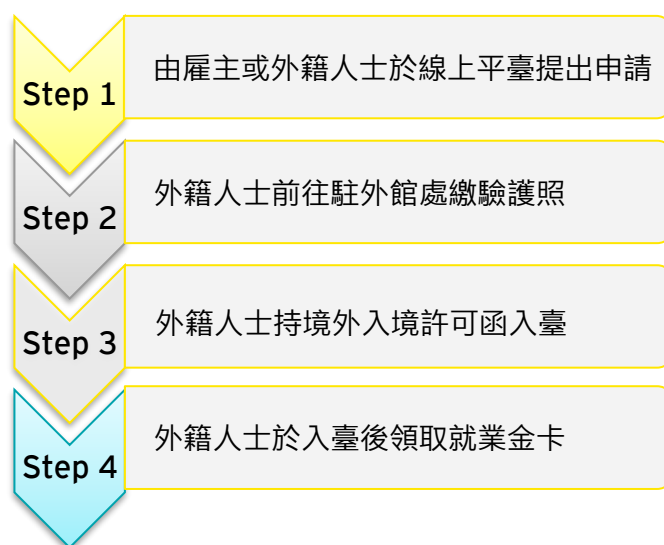 Step 1
由雇主或外籍人士於線上平臺提出申請
Step 2
外籍人士前往駐外館處繳驗護照
Step 3
外籍人士持境外入境許可函入臺
Step 4
外籍人士於入臺後領取就業金卡